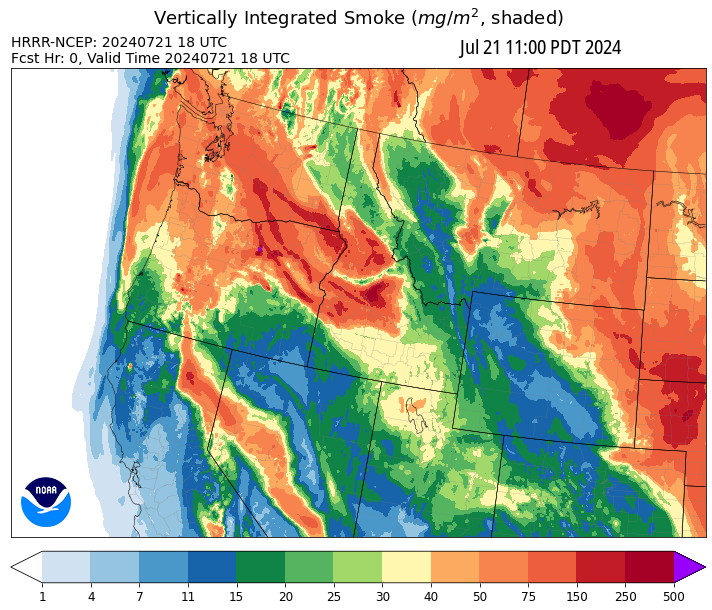 Vertically Integrated Smoke (mg/m², shaded)
HRRR-NCEP: 20240721 18 UTC
Jul 21 11:00 PDT 2024
Fcst Hr: 0, Valid Time 20240721 18 UTC
NOAA
1 4 7 11 15 20 25 30 40 50 75 150 250 500